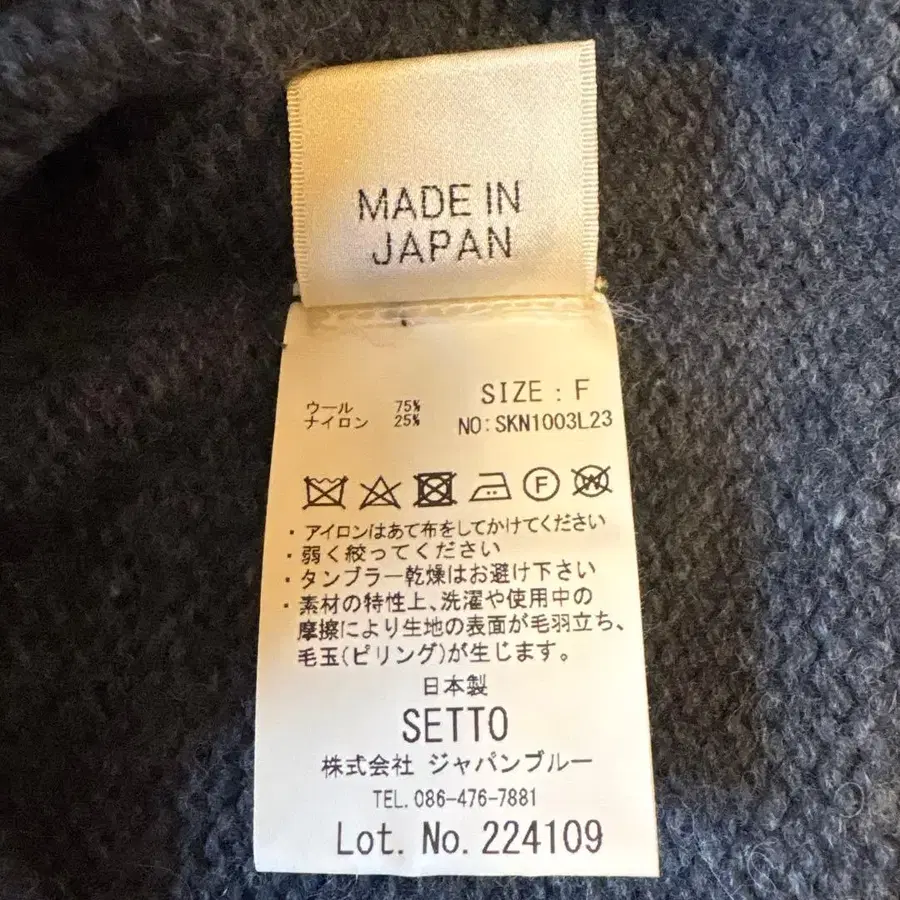 MADE IN
JAPAN
SIZE : F
ウール 75%
ナイロン 25%
NO:SKN1003L23
F W
・アイロンはあて布をしてかけてください
・弱く絞ってください
・タンブラー乾燥はお避け下さい
・素材の特性上、洗濯や使用中の
摩擦により生地の表面が毛羽立ち、
毛玉(ピリング)が生じます。
日本製
SETTO
株式会社 ジャパンブルー
TEL. 086-476-7881
Lot. No. 224109